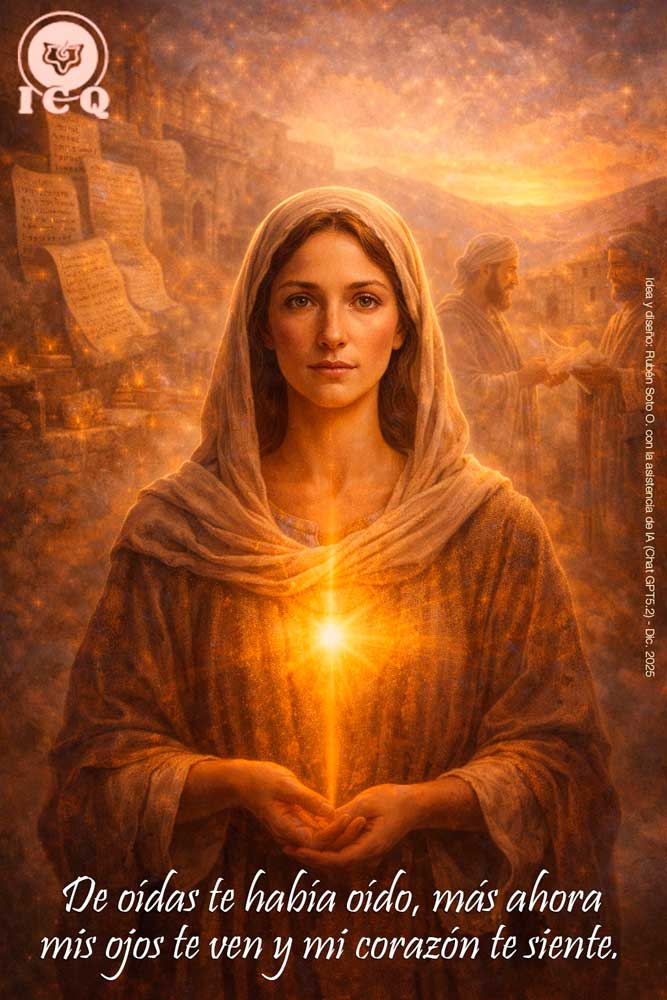 ICQ
De oídas te había oído, más ahora
mis ojos te ven y mi corazón te siente.
Idea y diseño: Rubén Soto O. con la asistencia de IA (Chat GPT5.2) - Dic. 2025